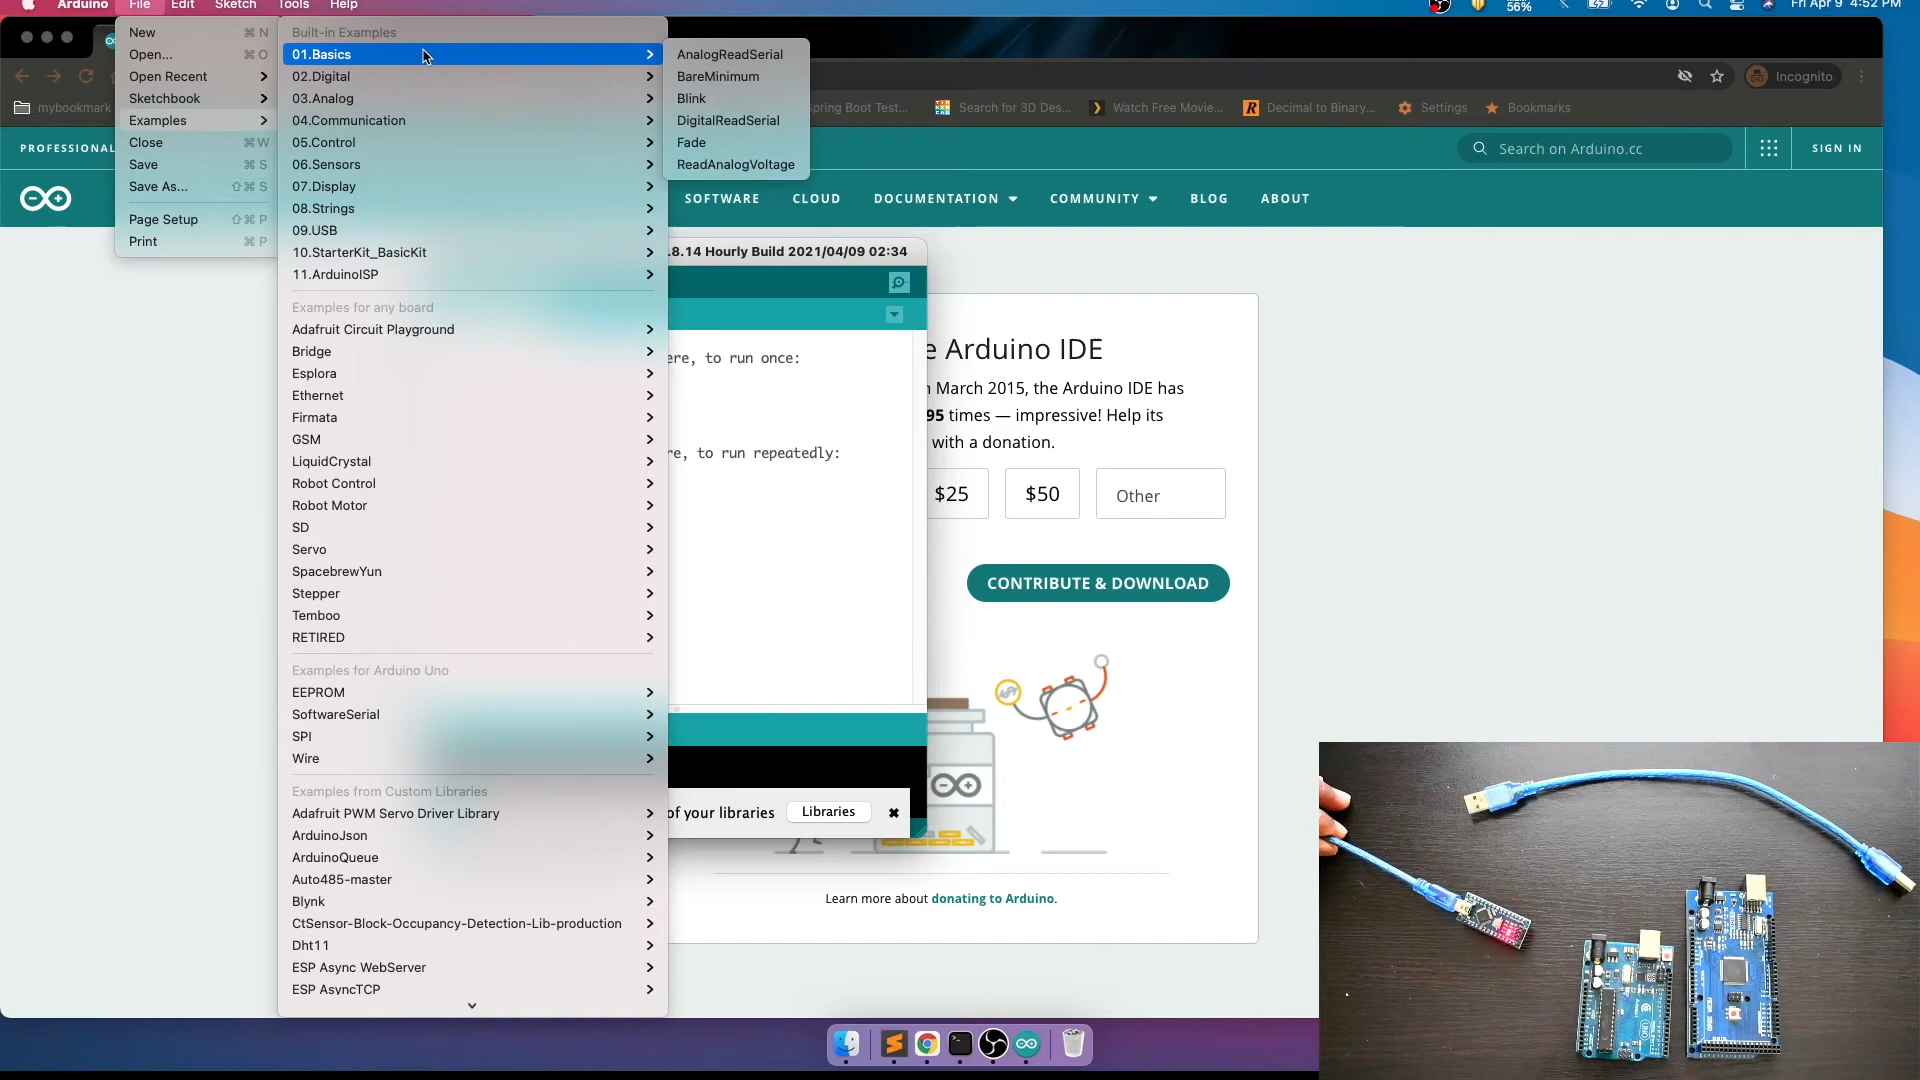 Arduino File Edit Sketch Tools Help
56% Fri Apr 9 4:52 PM
New ⌘ N
Open... ⌘ O
Open Recent
Sketchbook
Examples
Close ⌘ W
Save ⌘ S
Save As... ⇧⌘ S
Page Setup ⇧⌘ P
Print ⌘ P
Built-in Examples
01.Basics
02.Digital
03.Analog
04.Communication
05.Control
06.Sensors
07.Display
08.Strings
09.USB
10.StarterKit_BasicKit
11.ArduinoISP
Examples for any board
Adafruit Circuit Playground
Bridge
Esplora
Ethernet
Firmata
GSM
LiquidCrystal
Robot Control
Robot Motor
SD
Servo
SpacebrewYun
Stepper
Temboo
RETIRED
Examples for Arduino Uno
EEPROM
SoftwareSerial
SPI
Wire
Examples from Custom Libraries
Adafruit PWM Servo Driver Library
ArduinoJson
ArduinoQueue
Auto485-master
Blynk
CtSensor-Block-Occupancy-Detection-Lib-production
Dht11
ESP Async WebServer
ESP AsyncTCP
AnalogReadSerial
BareMinimum
Blink
DigitalReadSerial
Fade
ReadAnalogVoltage
Incognito
mybookmark
pring Boot Test...
Search for 3D Des...
Watch Free Movie...
Decimal to Binary...
Settings
Bookmarks
PROFESSIONAL
Search on Arduino.cc
SIGN IN
SOFTWARE CLOUD DOCUMENTATION COMMUNITY BLOG ABOUT
.8.14 Hourly Build 2021/04/09 02:34
ere, to run once:
re, to run repeatedly:
of your libraries
Libraries
e Arduino IDE
n March 2015, the Arduino IDE has
95 times — impressive! Help its
with a donation.
$25
$50
Other
CONTRIBUTE & DOWNLOAD
Learn more about donating to Arduino.